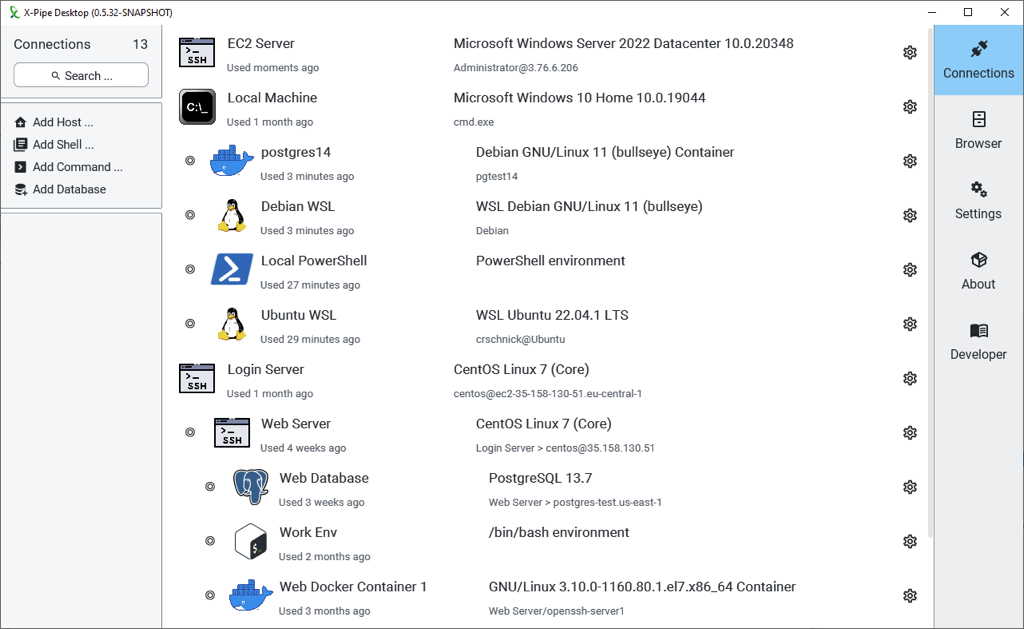 X-Pipe Desktop (0.5.32-SNAPSHOT)
Connections 13
Search ...
Add Host ...
Add Shell ...
Add Command ...
Add Database
EC2 Server Microsoft Windows Server 2022 Datacenter 10.0.20348
Used moments ago Administrator@3.76.6.206
SSH
Local Machine Microsoft Windows 10 Home 10.0.19044
Used 1 month ago cmd.exe
C:\_
postgres14 Debian GNU/Linux 11 (bullseye) Container
Used 3 minutes ago pgtest14
Debian WSL WSL Debian GNU/Linux 11 (bullseye)
Used 3 minutes ago Debian
Local PowerShell PowerShell environment
Used 27 minutes ago
Ubuntu WSL WSL Ubuntu 22.04.1 LTS
Used 29 minutes ago crschnick@Ubuntu
Login Server CentOS Linux 7 (Core)
Used 1 month ago centos@ec2-35-158-130-51.eu-central-1
SSH
Web Server CentOS Linux 7 (Core)
Used 4 weeks ago Login Server > centos@35.158.130.51
SSH
Web Database PostgreSQL 13.7
Used 3 weeks ago Web Server > postgres-test.us-east-1
Work Env /bin/bash environment
Used 2 months ago
Web Docker Container 1 GNU/Linux 3.10.0-1160.80.1.el7.x86_64 Container
Used 3 months ago Web Server/openssh-server1
Connections
Browser
Settings
About
Developer